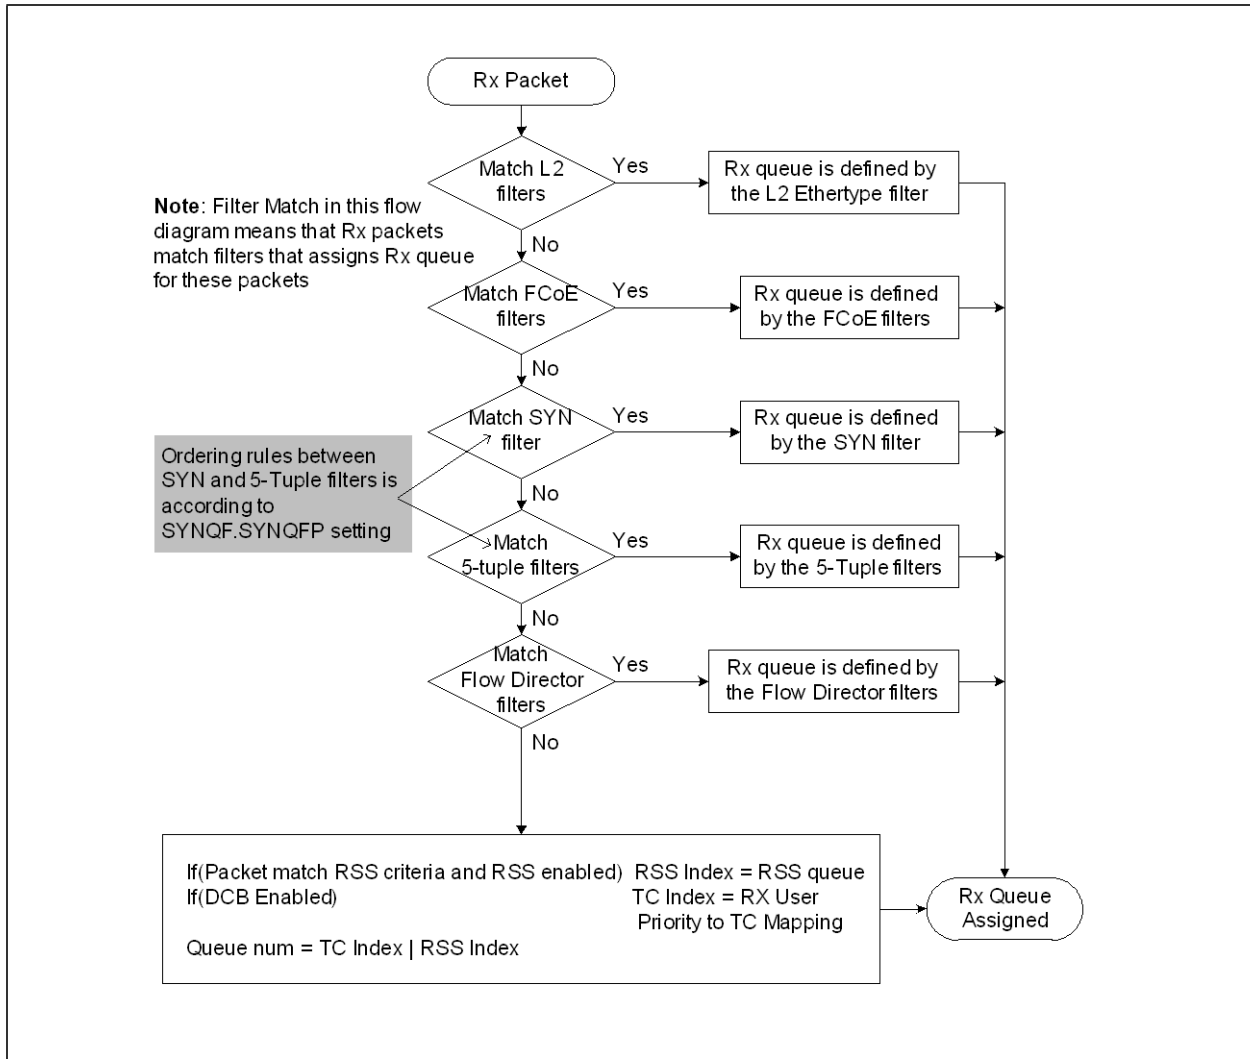 Rx Packet
Match L2
filters
Yes
Rx queue is defined by
the L2 Ethertype filter
Note: Filter Match in this flow
diagram means that Rx packets
match filters that assigns Rx queue
for these packets
No
Match FCoE
filters
Yes
Rx queue is defined
by the FCoE filters
No
Match SYN
filter
Yes
Rx queue is defined
by the SYN filter
Ordering rules between
SYN and 5-Tuple filters is
according to
SYNQF.SYNQFP setting
No
Match
5-tuple filters
Yes
Rx queue is defined
by the 5-Tuple filters
No
Match
Flow Director
filters
Yes
Rx queue is defined by
the Flow Director filters
No
If(Packet match RSS criteria and RSS enabled) RSS Index = RSS queue
If(DCB Enabled) TC Index = RX User
Priority to TC Mapping
Queue num = TC Index | RSS Index
Rx Queue
Assigned